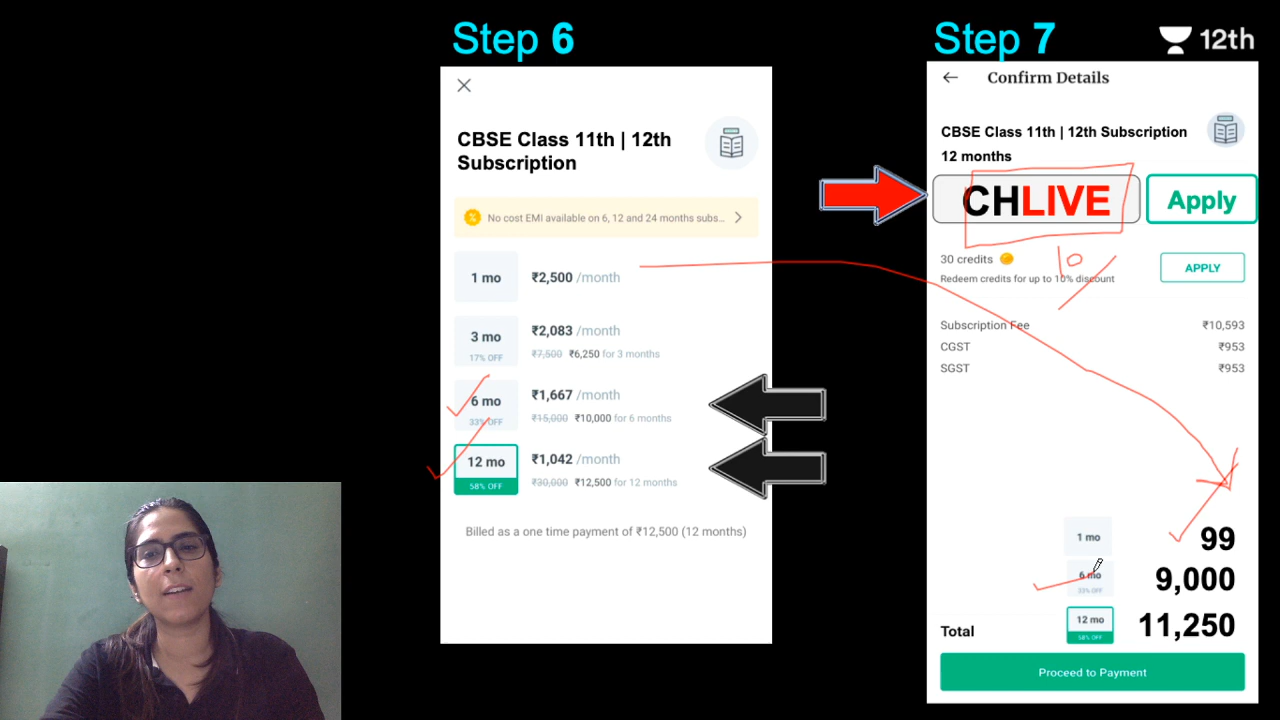 Step 6
CBSE Class 11th | 12th
Subscription
No cost EMI available on 6, 12 and 24 months subs...
1 mo
₹2,500 /month
3 mo
17% OFF
₹2,083 /month
₹7,500 ₹6,250 for 3 months
6 mo
33% OFF
₹1,667 /month
₹15,000 ₹10,000 for 6 months
12 mo
58% OFF
₹1,042 /month
₹30,000 ₹12,500 for 12 months
Billed as a one time payment of ₹12,500 (12 months)
Step 7
12th
Confirm Details
CBSE Class 11th | 12th Subscription
12 months
CHLIVE
Apply
10
30 credits
Redeem credits for up to 10% discount
APPLY
Subscription Fee ₹10,593
CGST ₹953
SGST ₹953
1 mo 99
6 mo 9,000
33% OFF
Total 12 mo 11,250
58% OFF
Proceed to Payment